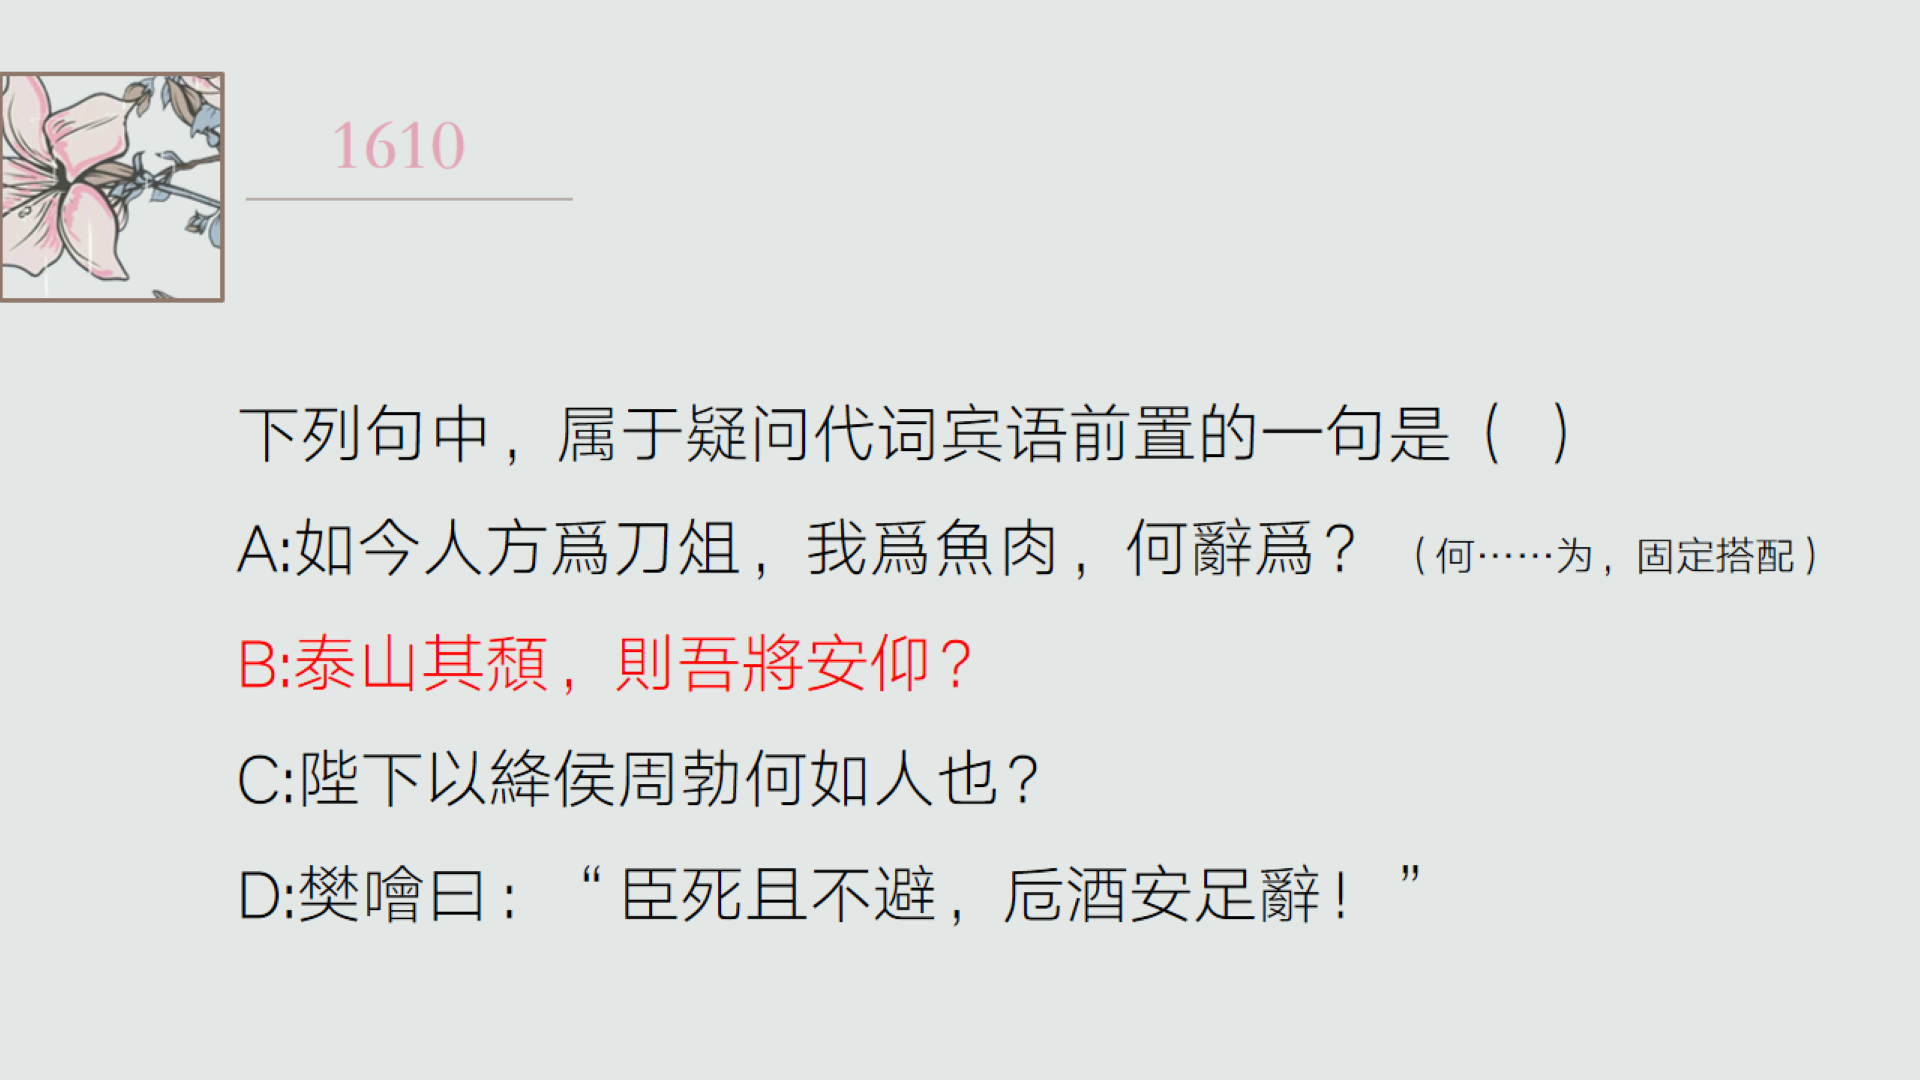 1610
下列句中，属于疑问代词宾语前置的一句是（ ）
A:如今人方爲刀俎，我爲魚肉，何辭爲？（何……为，固定搭配）
B:泰山其頹，則吾將安仰？
C:陛下以絳侯周勃何如人也？
D:樊噲曰：“臣死且不避，卮酒安足辭！”